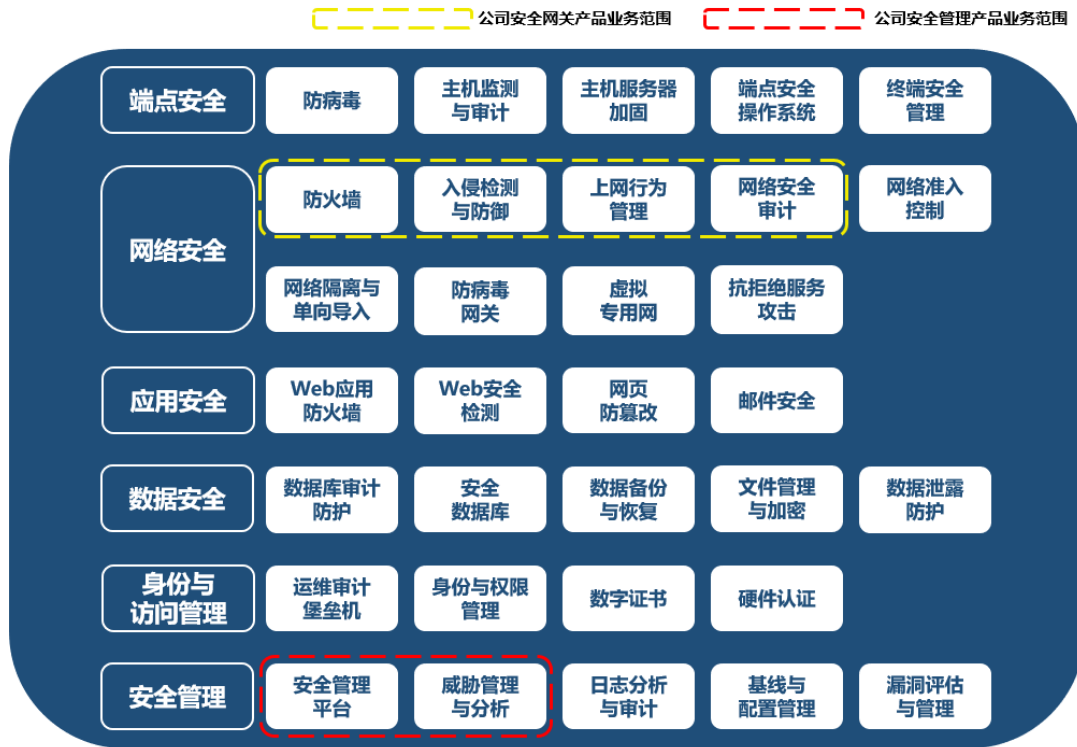 公司安全网关产品业务范围
公司安全管理产品业务范围
端点安全
防病毒
主机监测
与审计
主机服务器
加固
端点安全
操作系统
终端安全
管理
网络安全
防火墙
入侵检测
与防御
上网行为
管理
网络安全
审计
网络准入
控制
网络隔离与
单向导入
防病毒
网关
虚拟
专用网
抗拒绝服务
攻击
应用安全
Web应用
防火墙
Web安全
检测
网页
防篡改
邮件安全
数据安全
数据库审计
防护
安全
数据库
数据备份
与恢复
文件管理
与加密
数据泄露
防护
身份与
访问管理
运维审计
堡垒机
身份与权限
管理
数字证书
硬件认证
安全管理
安全管理
平台
威胁管理
与分析
日志分析
与审计
基线与
配置管理
漏洞评估
与管理